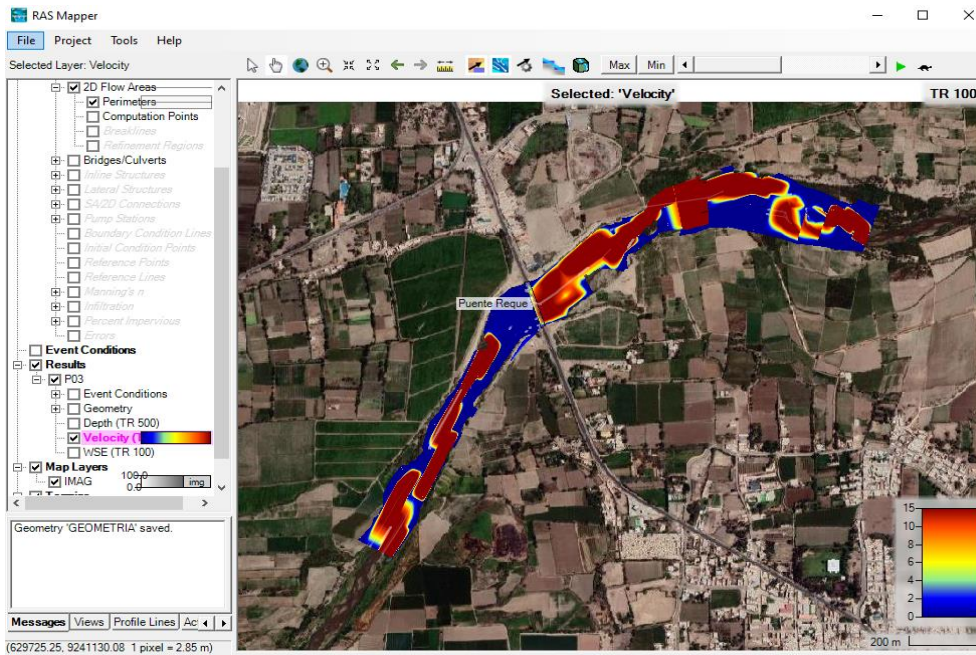 RAS Mapper
File Project Tools Help
Selected Layer: Velocity
Max Min
2D Flow Areas
Perimeters
Computation Points
Breaklines
Refinement Regions
Bridges/Culverts
Inline Structures
Lateral Structures
SA/2D Connections
Pump Stations
Boundary Condition Lines
Initial Condition Points
Reference Points
Reference Lines
Manning's n
Infiltration
Percent Impervious
Errors
Event Conditions
Results
P03
Event Conditions
Geometry
Depth (TR 500)
Velocity (T
WSE (TR 100)
Map Layers
IMAG
100.0
0.0
img
Geometry 'GEOMETRIA' saved.
Messages Views Profile Lines Ac
(629725.25, 9241130.08 1 pixel = 2.85 m)
Selected: 'Velocity'
TR 100
Puente Reque
15
10
8
6
4
2
0
200 m